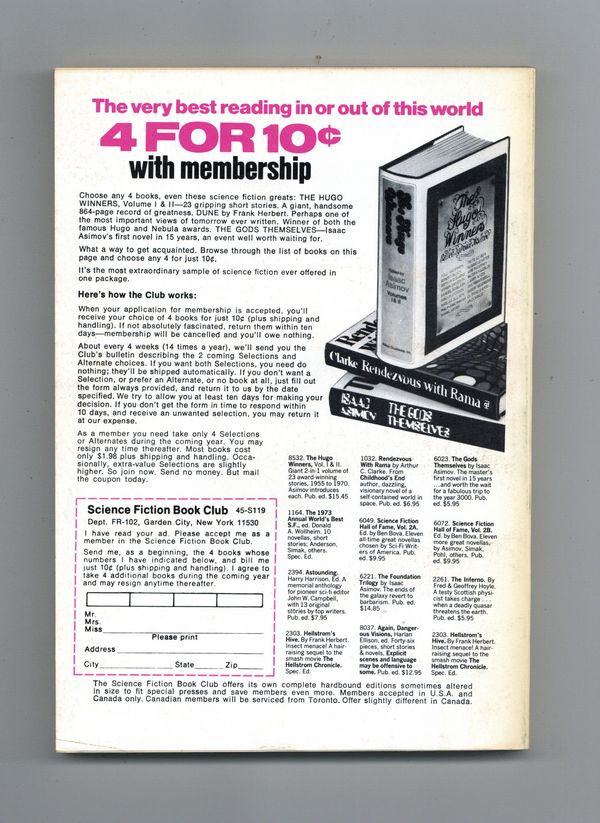 The very best reading in or out of this world
4 FOR 10¢
with membership
Choose any 4 books, even these science fiction greats: THE HUGO
WINNERS, Volume I & II—23 gripping short stories. A giant, handsome
864-page record of greatness. DUNE by Frank Herbert. Perhaps one of
the most important views of tomorrow ever written. Winner of both the
famous Hugo and Nebula awards. THE GODS THEMSELVES—Isaac
Asimov's first novel in 15 years, an event well worth waiting for.
What a way to get acquainted. Browse through the list of books on this
page and choose any 4 for just 10¢.
It's the most extraordinary sample of science fiction ever offered in
one package.
Here's how the Club works:
When your application for membership is accepted, you'll
receive your choice of 4 books for just 10¢ (plus shipping and
handling). If not absolutely fascinated, return them within ten
days—membership will be cancelled and you'll owe nothing.
About every 4 weeks (14 times a year), we'll send you the
Club's bulletin describing the 2 coming Selections and
Alternate choices. If you want both Selections, you need do
nothing; they'll be shipped automatically. If you don't want a
Selection, or prefer an Alternate, or no book at all, just fill out
the form always provided, and return it to us by the date
specified. We try to allow you at least ten days for making your
decision. If you don't get the form in time to respond within
10 days, and receive an unwanted selection, you may return it
at our expense.
As a member you need take only 4 Selections
or Alternates during the coming year. You may
resign any time thereafter. Most books cost
only $1.98 plus shipping and handling. Occa-
sionally, extra-value Selections are slightly
higher. So join now. Send no money. But mail
the coupon today.
The
Hugo
Winners
Edited by
Isaac
Asimov
Volumes
I & II
The
Hugo
Winners
Clarke Rendezvous with Rama
ISAAC
ASIMOV
THE GODS
THEMSELVES
8532. The Hugo
Winners, Vol. I & II.
Giant 2-in-1 volume of
23 award-winning
stories, 1955 to 1970.
Asimov introduces
each. Pub. ed. $15.45
1164. The 1973
Annual World's Best
S.F., ed. Donald
A. Wollheim. 10
novellas, short
stories; Anderson,
Simak, others.
Spec. Ed.
2394. Astounding.
Harry Harrison, Ed. A
memorial anthology
for pioneer sci-fi editor
John W. Campbell,
with 13 original
stories by top writers.
Pub. ed. $7.95
2303. Hellstrom's
Hive. By Frank Herbert.
Insect menace! A hair-
raising sequel to the
smash movie The
Hellstrom Chronicle.
Spec. Ed.
1032. Rendezvous
With Rama by Arthur
C. Clarke. From
Childhood's End
author, dazzling,
visionary novel of a
self-contained world in
space. Pub. ed. $6.95
6049. Science Fiction
Hall of Fame, Vol. 2A.
Ed. by Ben Bova. Eleven
all-time great novellas
chosen by Sci-Fi Writ-
ers of America. Pub.
ed. $9.95
6221. The Foundation
Trilogy by Isaac
Asimov. The ends of
the galaxy revert to
barbarism. Pub. ed.
$14.85
8037. Again, Danger-
ous Visions, Harlan
Ellison, ed. Forty-six
pieces, short stories
& novels. Explicit
scenes and language
may be offensive to
some. Pub. ed. $12.95
6023. The Gods
Themselves by Isaac
Asimov. The master's
first novel in 15 years
...and worth the wait
for a fabulous trip to
the year 3000. Pub.
ed. $5.95
6072. Science Fiction
Hall of Fame, Vol. 2B.
Ed. by Ben Bova. Eleven
more great novellas,
by Asimov, Simak,
Pohl, others. Pub.
ed. $9.95
2261. The Inferno. By
Fred & Geoffrey Hoyle.
A testy Scottish physi-
cist takes charge . . .
when a deadly quasar
threatens the earth.
Pub. ed. $5.95
2303. Hellstrom's
Hive. By Frank Herbert.
Insect menace! A hair-
raising sequel to the
smash movie The
Hellstrom Chronicle.
Spec. Ed.
Science Fiction Book Club 45-S119
Dept. FR-102, Garden City, New York 11530
I have read your ad. Please accept me as a
member in the Science Fiction Book Club.
Send me, as a beginning, the 4 books whose
numbers I have indicated below, and bill me
just 10¢ (plus shipping and handling). I agree to
take 4 additional books during the coming year
and may resign anytime thereafter.
Mr.
Mrs.
Miss
Please print
Address
City State Zip
The Science Fiction Book Club offers its own complete hardbound editions sometimes altered
in size to fit special presses and save members even more. Members accepted in U.S.A. and
Canada only. Canadian members will be serviced from Toronto. Offer slightly different in Canada.